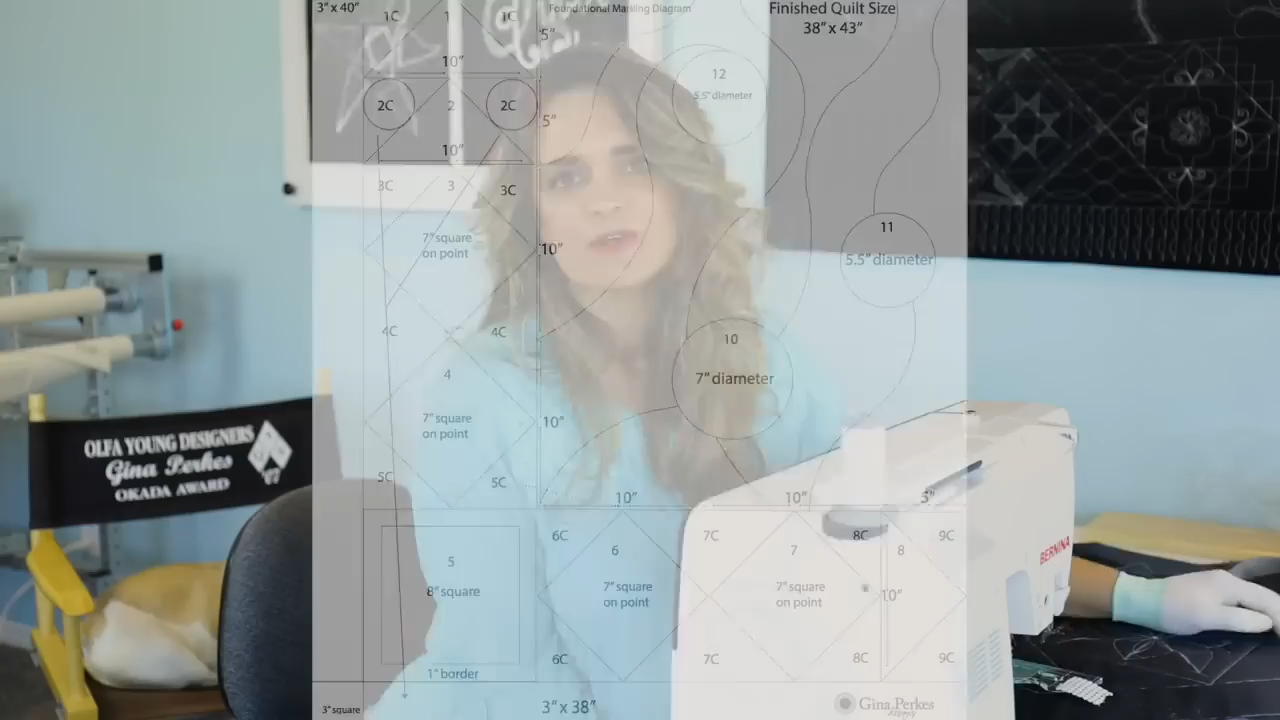 3" x 40"
1C
1
1C
Foundational Marking Diagram
Finished Quilt Size
38" x 43"
5"
10"
12
5.5" diameter
2C
2
2C
5"
10"
3C
3
3C
7" square
on point
10"
11
5.5" diameter
4C
4C
10
7" diameter
4
7" square
on point
10"
OLFA YOUNG DESIGNERS
Gina Perkes
OKADA AWARD
5C
5C
10"
10"
5"
6C
7C
8C
9C
5
6
7
8
8" square
7" square
on point
7" square
on point
10"
BERNINA
6C
7C
8C
9C
1" border
3" square
3" x 38"
Gina Perkes